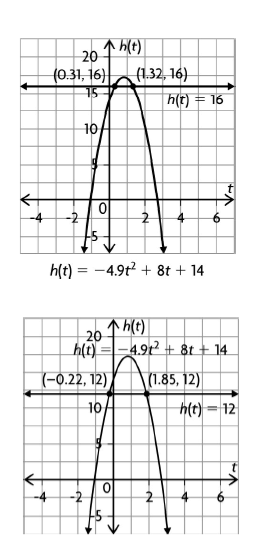 h(t)
20
(0.31, 16) (1.32, 16)
15
h(t) = 16
10
5
t
-4 -2 0 2 4 6
-5
h(t) = −4.9t² + 8t + 14
h(t)
20
h(t) = −4.9t² + 8t + 14
(−0.22, 12) (1.85, 12)
10
h(t) = 12
5
t
-4 -2 0 2 4 6
-5